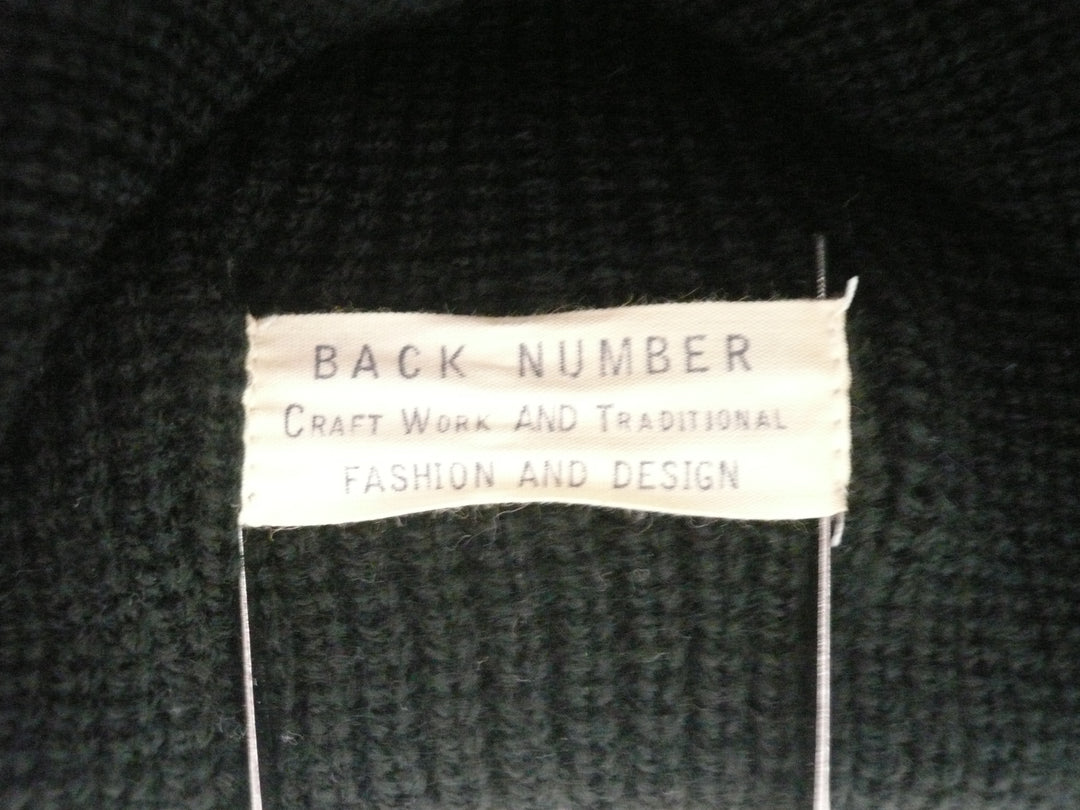 BACK NUMBER
CRAFT WORK AND TRADITIONAL
FASHION AND DESIGN